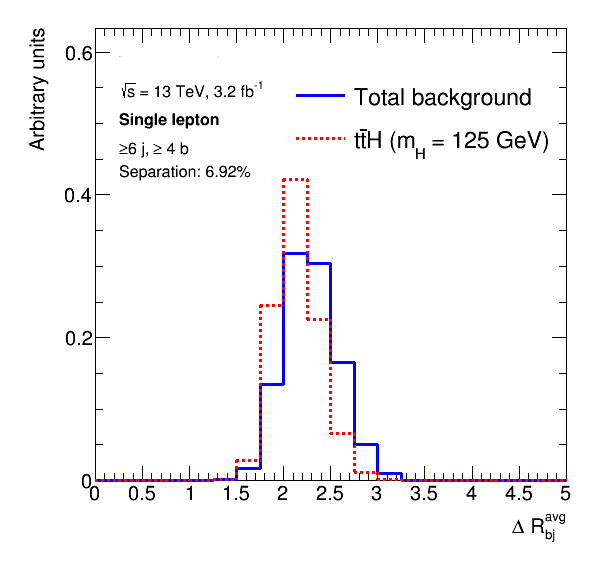 Arbitrary units
0.6
0.4
0.2
0
√s = 13 TeV, 3.2 fb⁻¹
Single lepton
≥6 j, ≥ 4 b
Separation: 6.92%
Total background
tt̄H (m_H = 125 GeV)
0 0.5 1 1.5 2 2.5 3 3.5 4 4.5 5
Δ R_bj^avg